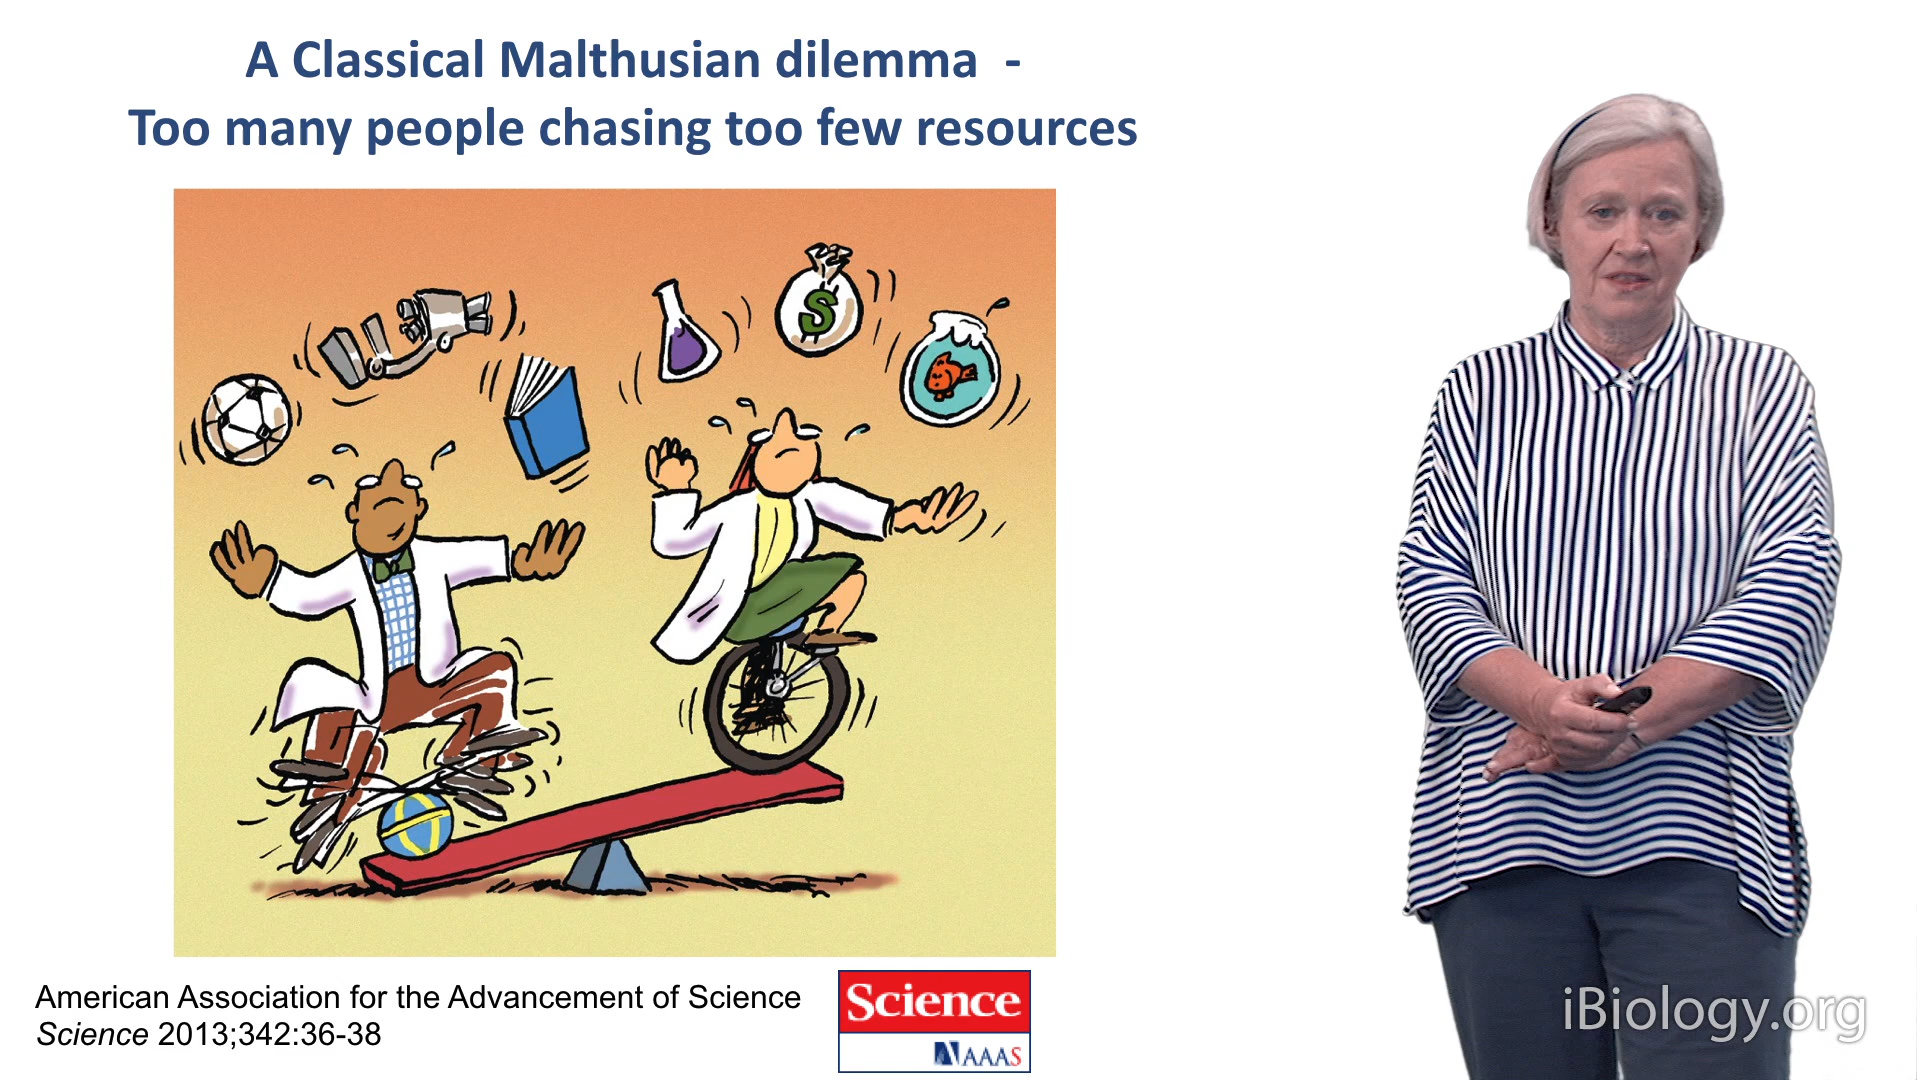 A Classical Malthusian dilemma -
Too many people chasing too few resources
$
American Association for the Advancement of Science
Science 2013;342:36-38
Science
AAAS
iBiology.org